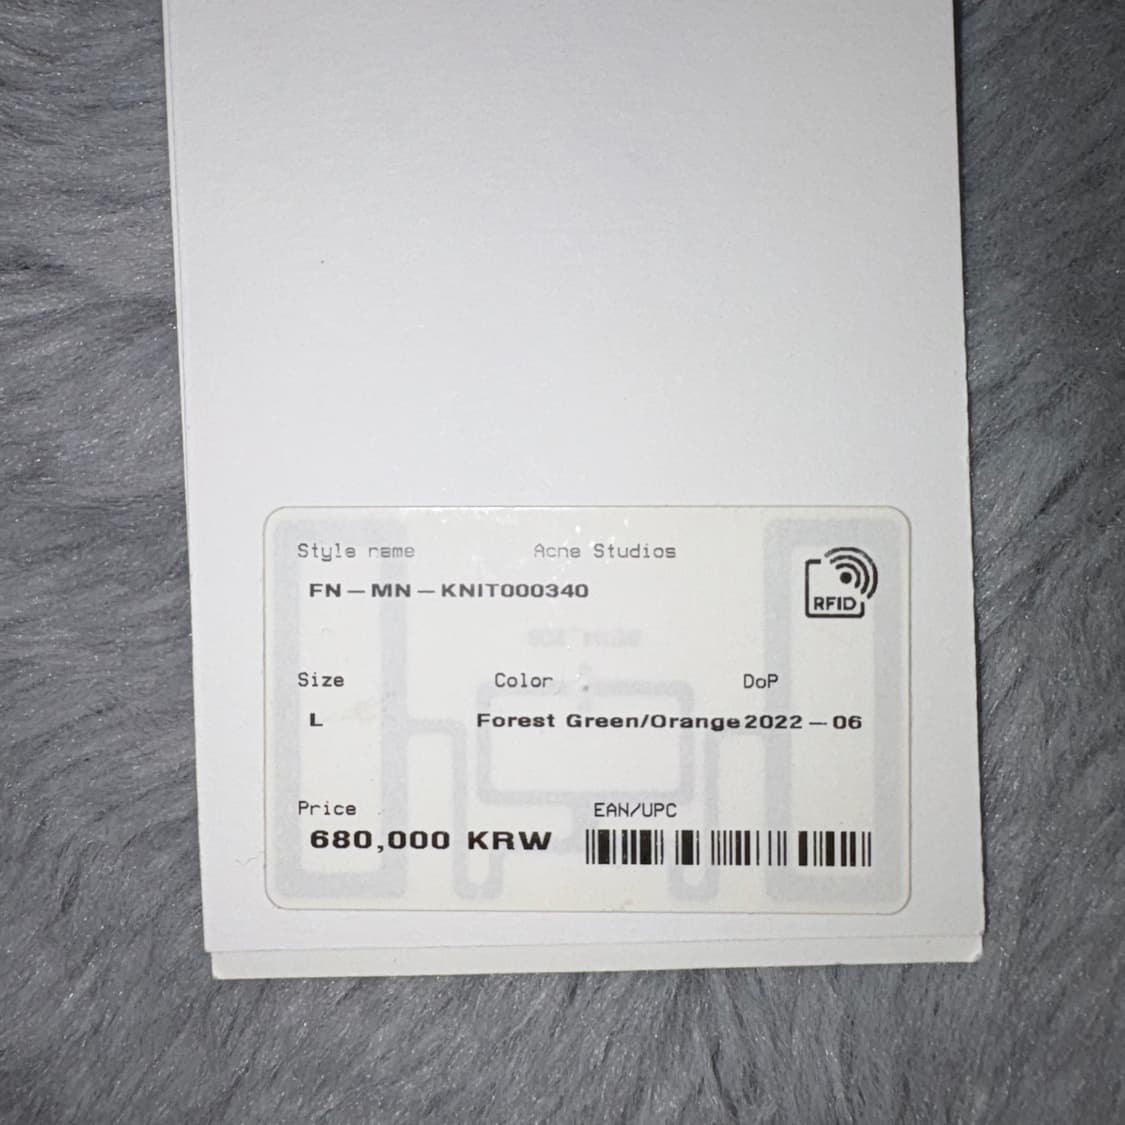 Style name Acne Studios
FN-MN-KNIT000340
RFID
Size Color DoP
L Forest Green/Orange 2022-06
Price EAN/UPC
680,000 KRW